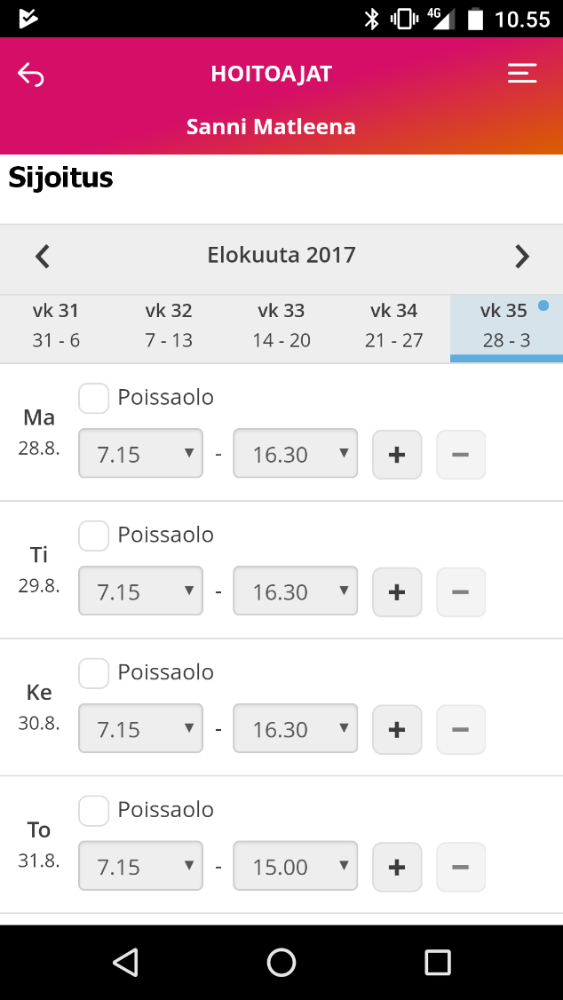 4G 10.55
HOITOAJAT
Sanni Matleena
Sijoitus
Elokuuta 2017
vk 31 vk 32 vk 33 vk 34 vk 35
31 - 6 7 - 13 14 - 20 21 - 27 28 - 3
Poissaolo
Ma
28.8. 7.15 - 16.30 + −
Poissaolo
Ti
29.8. 7.15 - 16.30 + −
Poissaolo
Ke
30.8. 7.15 - 16.30 + −
Poissaolo
To
31.8. 7.15 - 15.00 + −